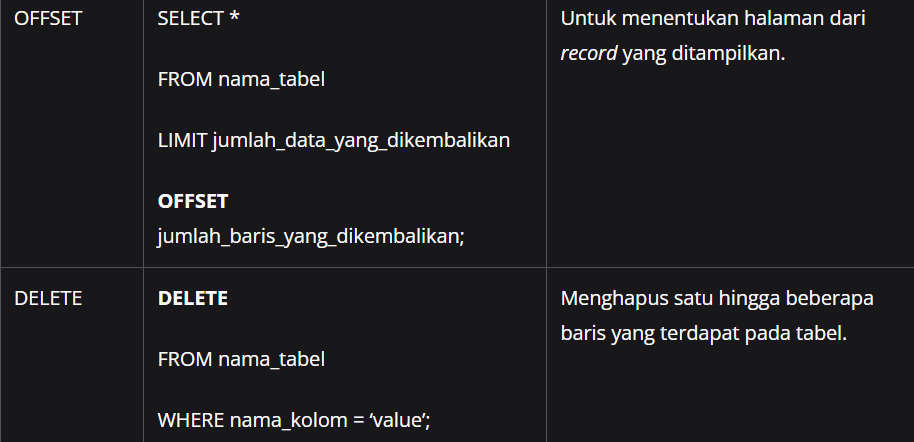 OFFSET
SELECT *
FROM nama_tabel
LIMIT jumlah_data_yang_dikembalikan
OFFSET
jumlah_baris_yang_dikembalikan;
Untuk menentukan halaman dari
record yang ditampilkan.
DELETE
DELETE
FROM nama_tabel
WHERE nama_kolom = ‘value’;
Menghapus satu hingga beberapa
baris yang terdapat pada tabel.